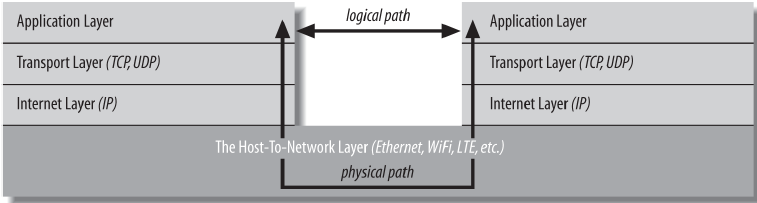 Application Layer
logical path
Application Layer
Transport Layer (TCP, UDP)
Transport Layer (TCP, UDP)
Internet Layer (IP)
Internet Layer (IP)
The Host-To-Network Layer (Ethernet, WiFi, LTE, etc.)
physical path